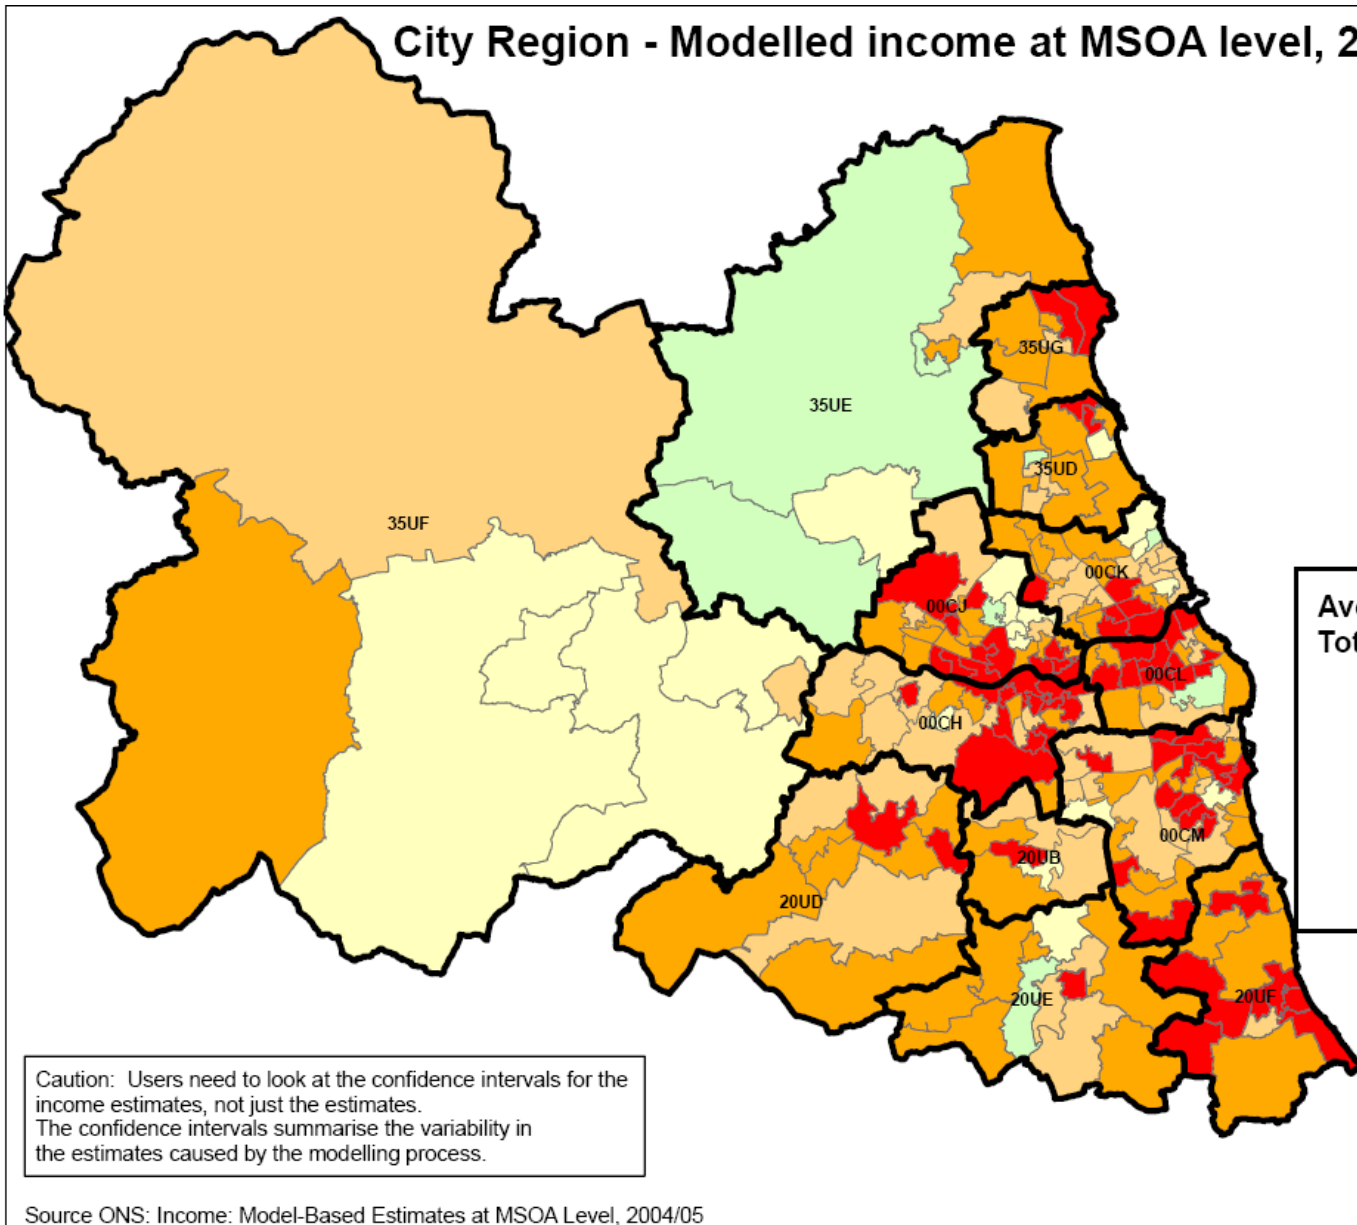 City Region - Modelled income at MSOA level, 2
35UG
35UE
35UD
35UF
00CK
00CJ
Ave
Tot
00CL
00CH
00CM
20UB
20UD
20UE
20UF
Caution: Users need to look at the confidence intervals for the
income estimates, not just the estimates.
The confidence intervals summarise the variability in
the estimates caused by the modelling process.
Source ONS: Income: Model-Based Estimates at MSOA Level, 2004/05